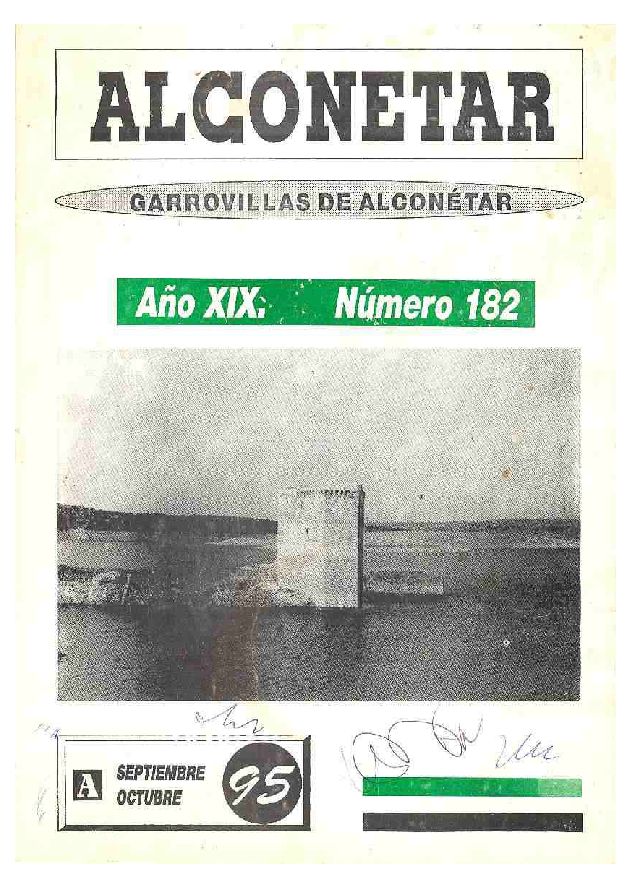 ALCONETAR
GARROVILLAS DE ALCONÉTAR
Año XIX. Número 182
A SEPTIEMBRE
OCTUBRE
95